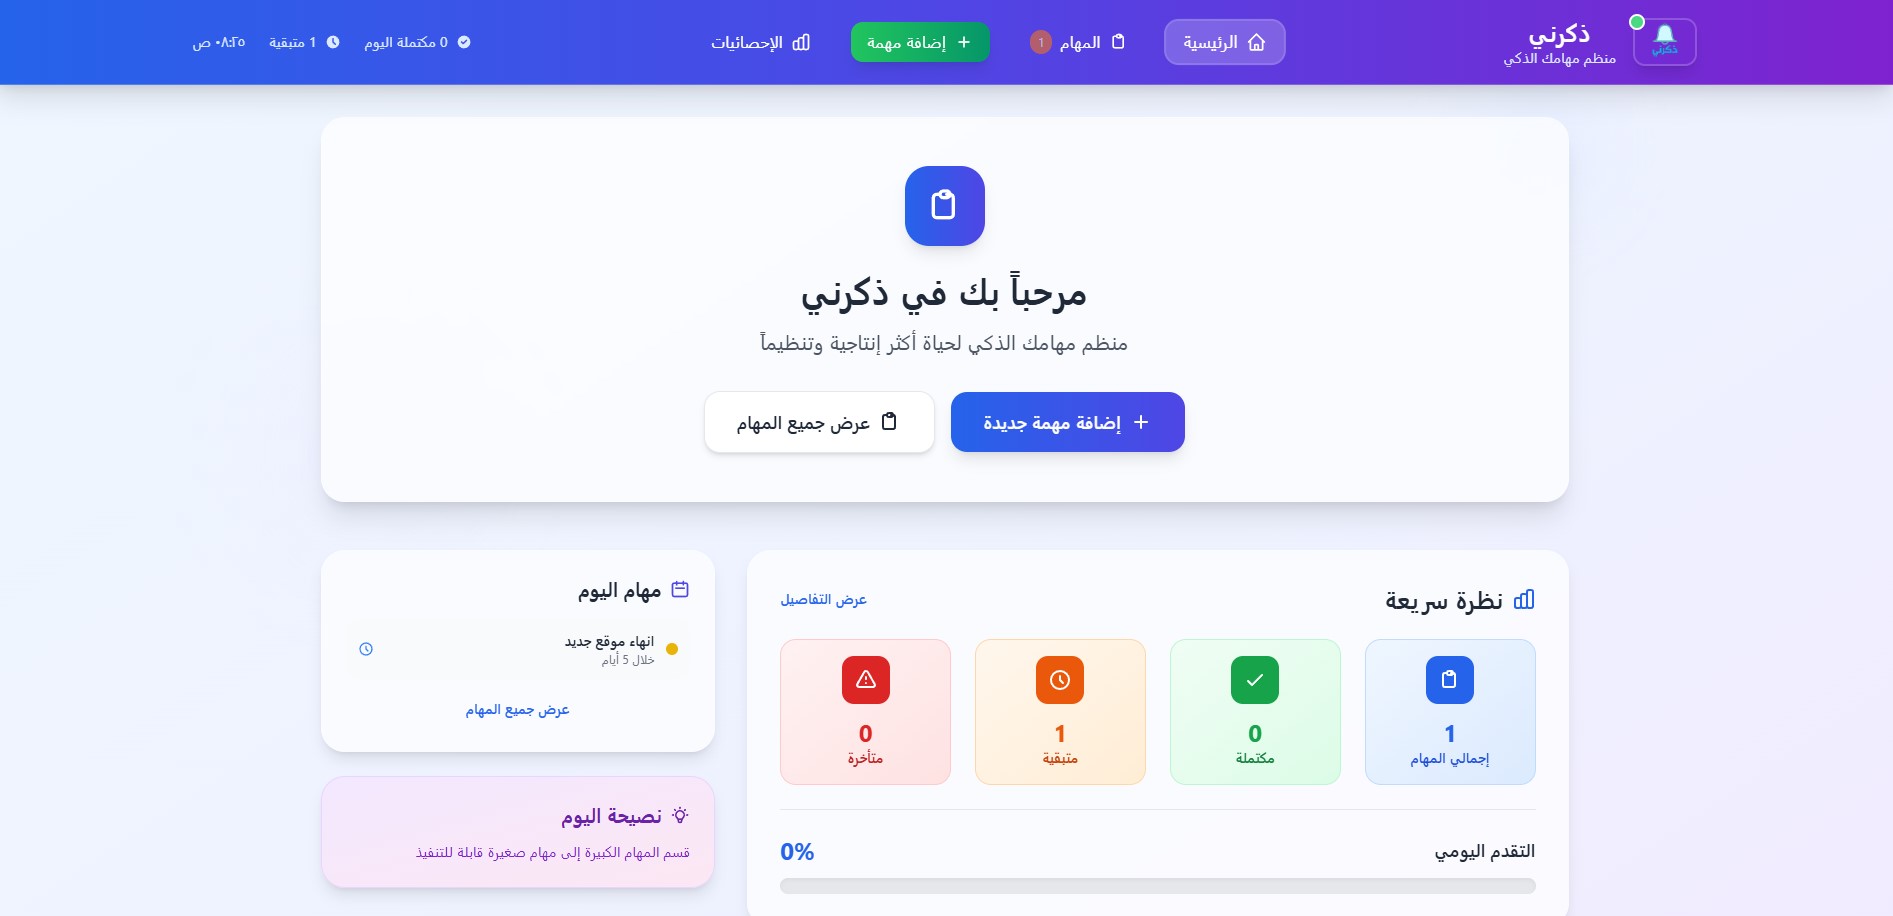 ذكرني
ذكرني
منظم مهامك الذكي
الرئيسية
المهام
1
إضافة مهمة
الإحصائيات
0 مكتملة اليوم
1 متبقية
٠٨:٢٥ ص
مرحباً بك في ذكرني
منظم مهامك الذكي لحياة أكثر إنتاجية وتنظيماً
إضافة مهمة جديدة
عرض جميع المهام
نظرة سريعة
عرض التفاصيل
1
إجمالي المهام
0
مكتملة
1
متبقية
0
متأخرة
التقدم اليومي
0%
مهام اليوم
انهاء موقع جديد
خلال 5 أيام
عرض جميع المهام
نصيحة اليوم
قسم المهام الكبيرة إلى مهام صغيرة قابلة للتنفيذ